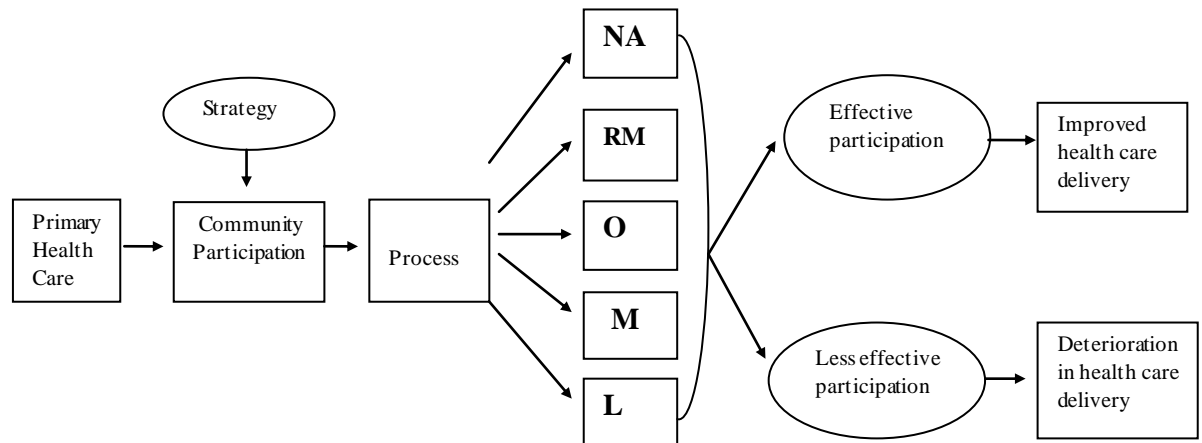 Strategy
Primary
Health
Care
Community
Participation
Process
NA
RM
O
M
L
Effective
participation
Improved
health care
delivery
Less effective
participation
Deterioration
in health care
delivery